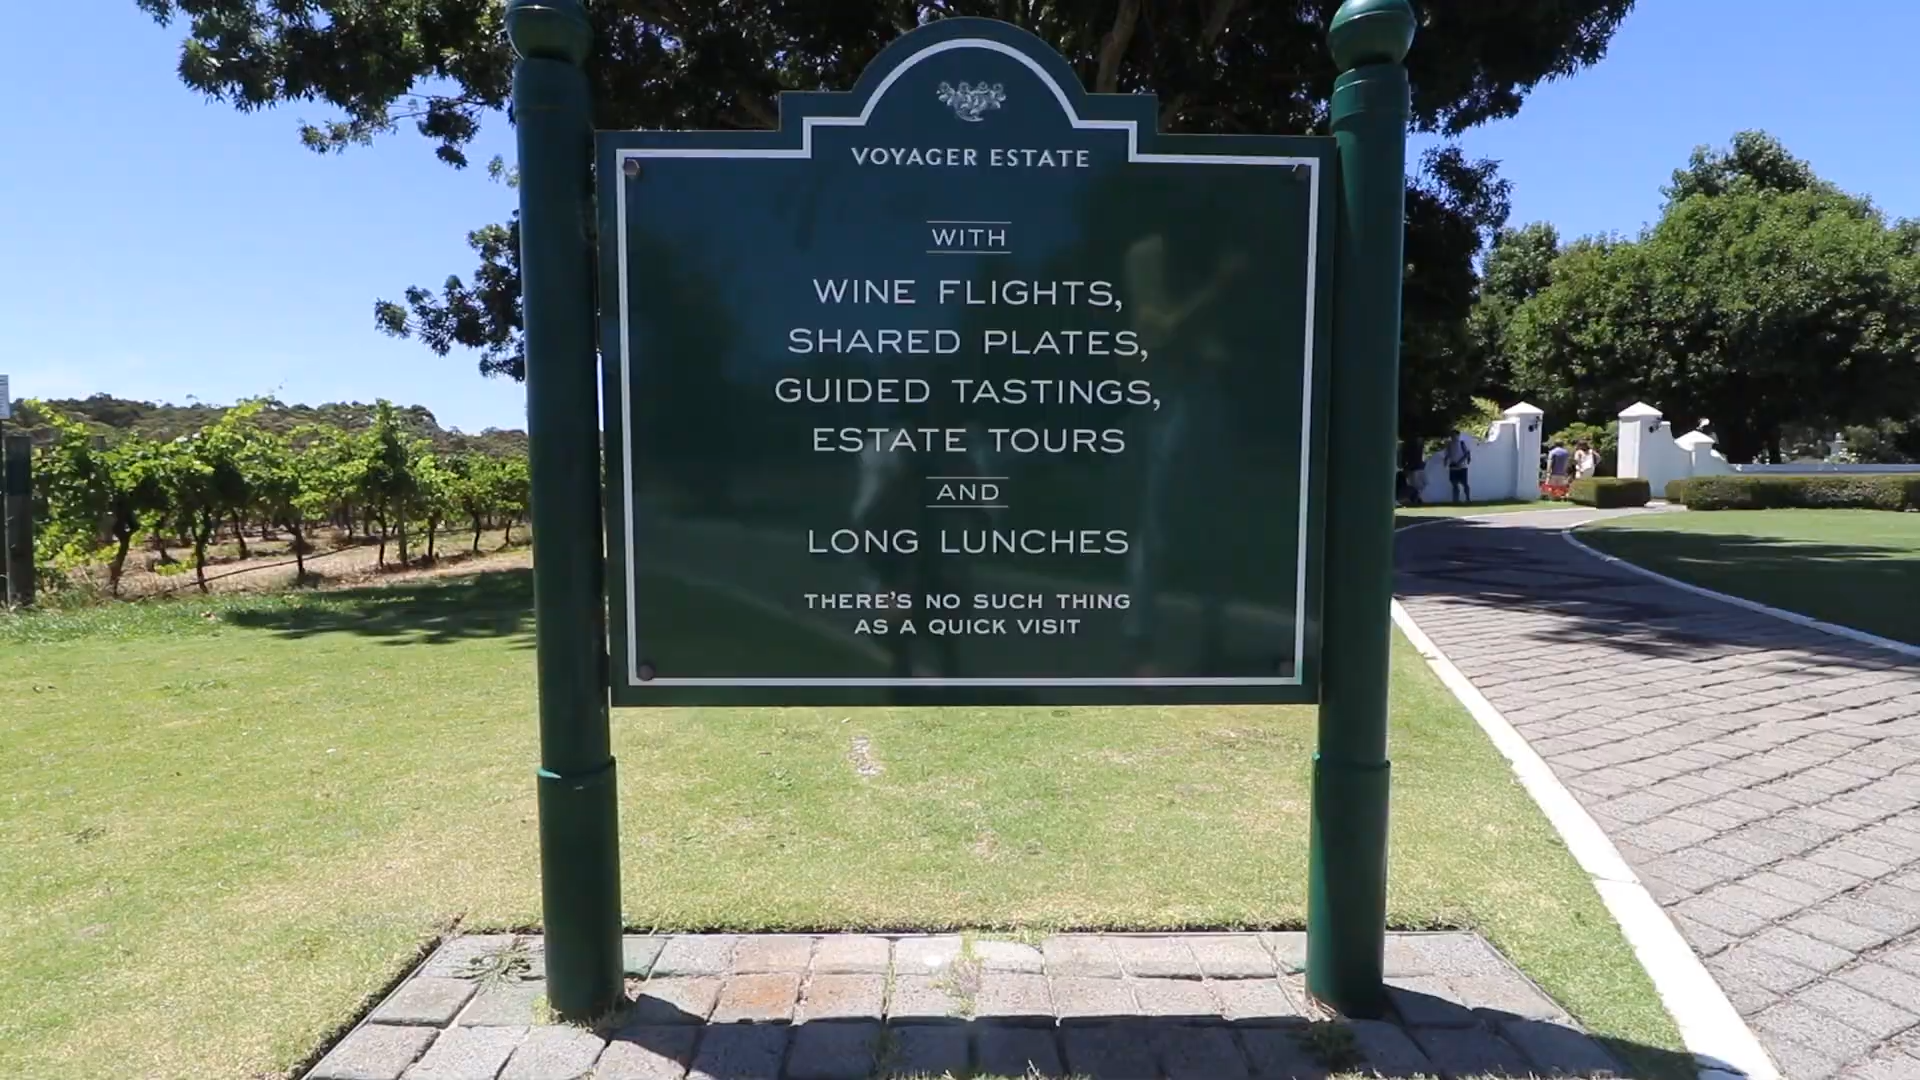 VOYAGER ESTATE
WITH
WINE FLIGHTS,
SHARED PLATES,
GUIDED TASTINGS,
ESTATE TOURS
AND
LONG LUNCHES
THERE'S NO SUCH THING
AS A QUICK VISIT